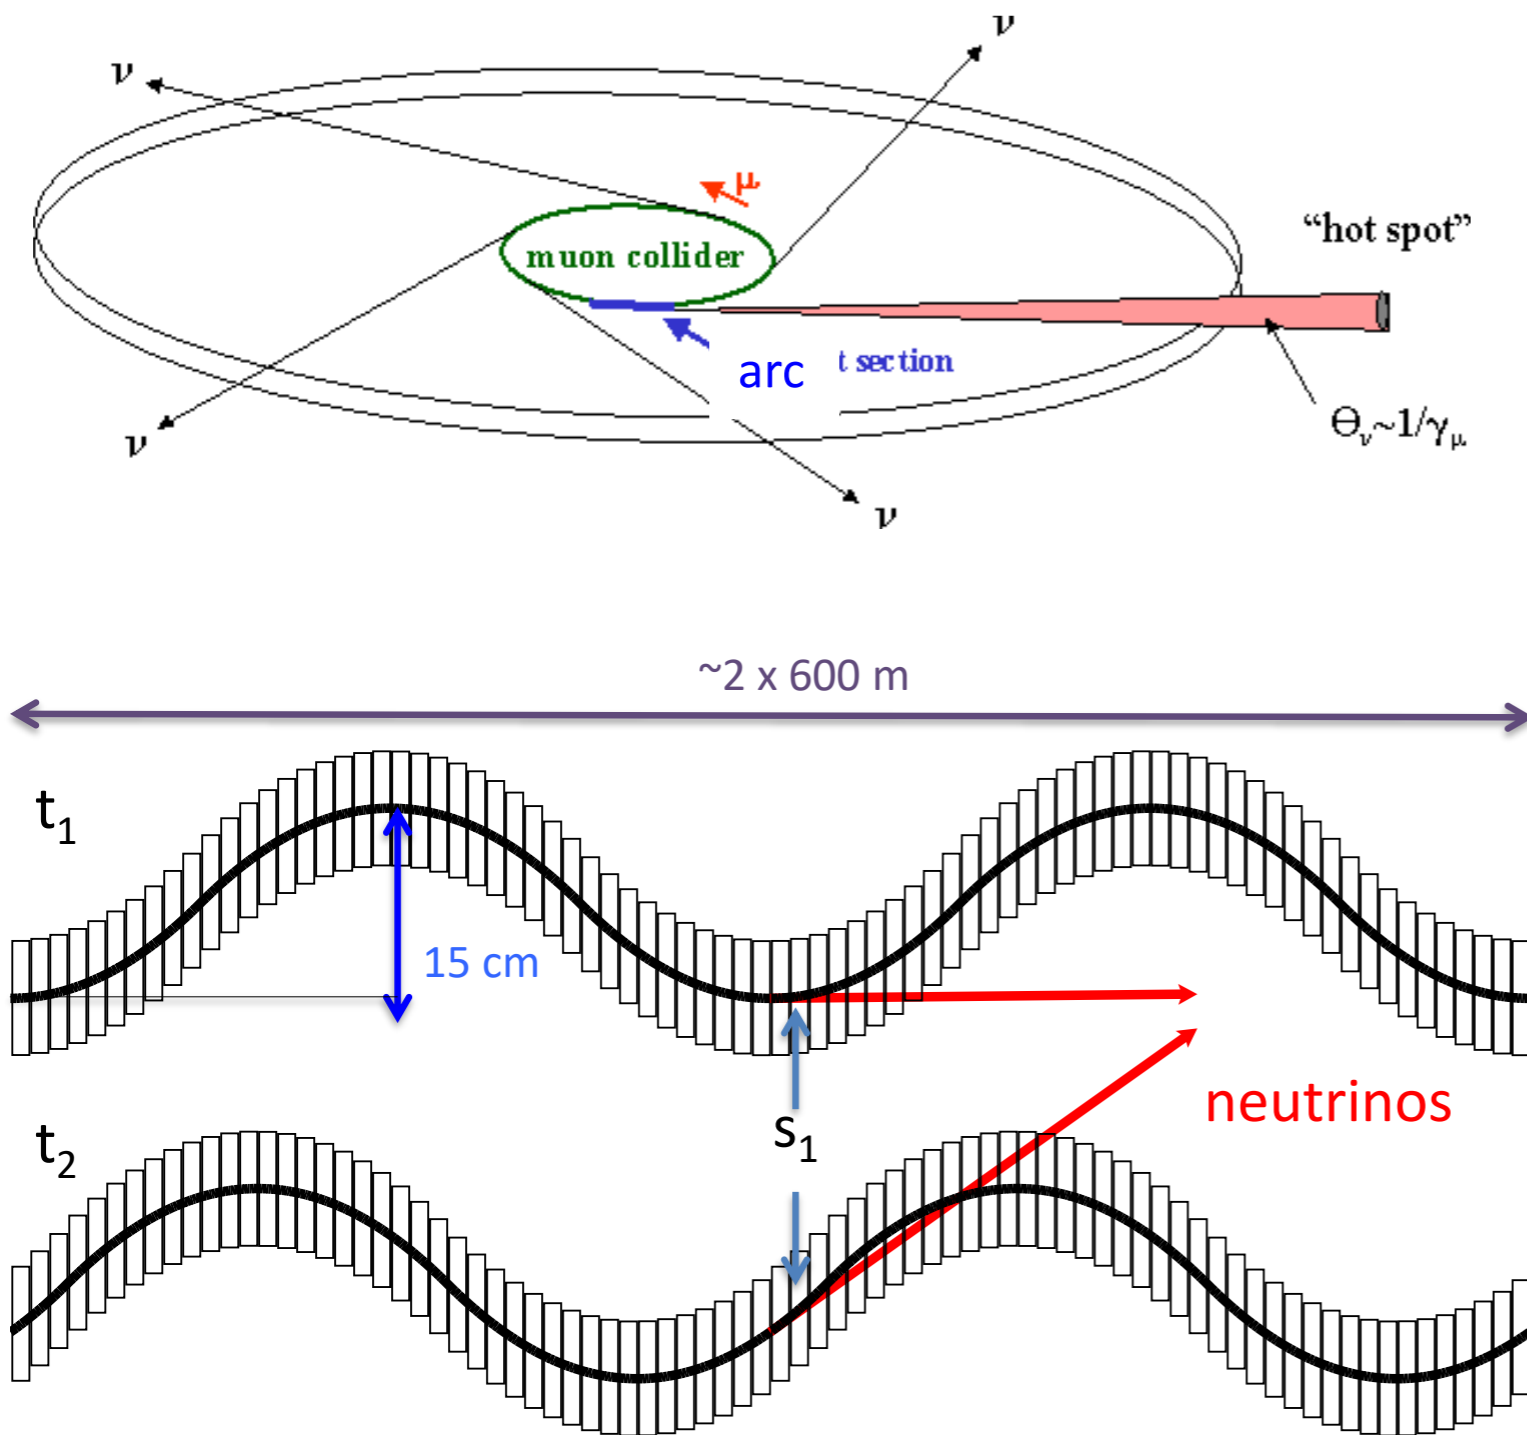 ν
ν
μ
"hot spot"
muon collider
arc t section
Θν~1/γμ
ν
ν
~2 x 600 m
t1
15 cm
neutrinos
s1
t2